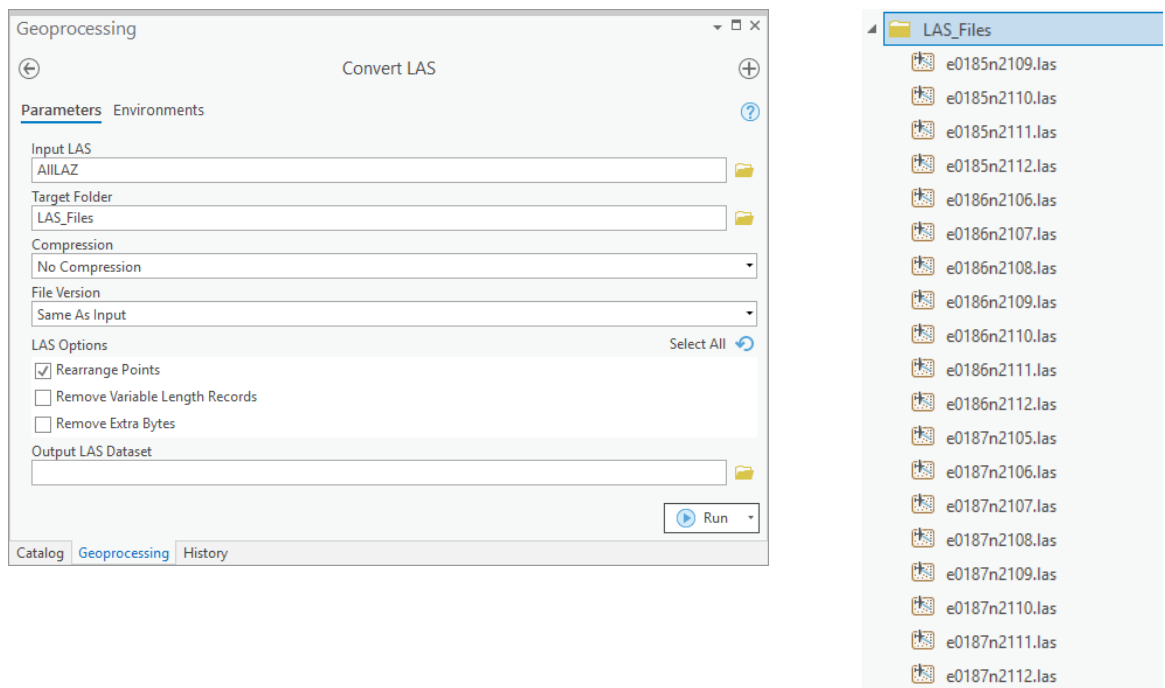 Geoprocessing
Convert LAS
Parameters Environments
Input LAS
AllLAZ
Target Folder
LAS_Files
Compression
No Compression
File Version
Same As Input
LAS Options Select All
Rearrange Points
Remove Variable Length Records
Remove Extra Bytes
Output LAS Dataset
Run
Catalog Geoprocessing History
LAS_Files
e0185n2109.las
e0185n2110.las
e0185n2111.las
e0185n2112.las
e0186n2106.las
e0186n2107.las
e0186n2108.las
e0186n2109.las
e0186n2110.las
e0186n2111.las
e0186n2112.las
e0187n2105.las
e0187n2106.las
e0187n2107.las
e0187n2108.las
e0187n2109.las
e0187n2110.las
e0187n2111.las
e0187n2112.las